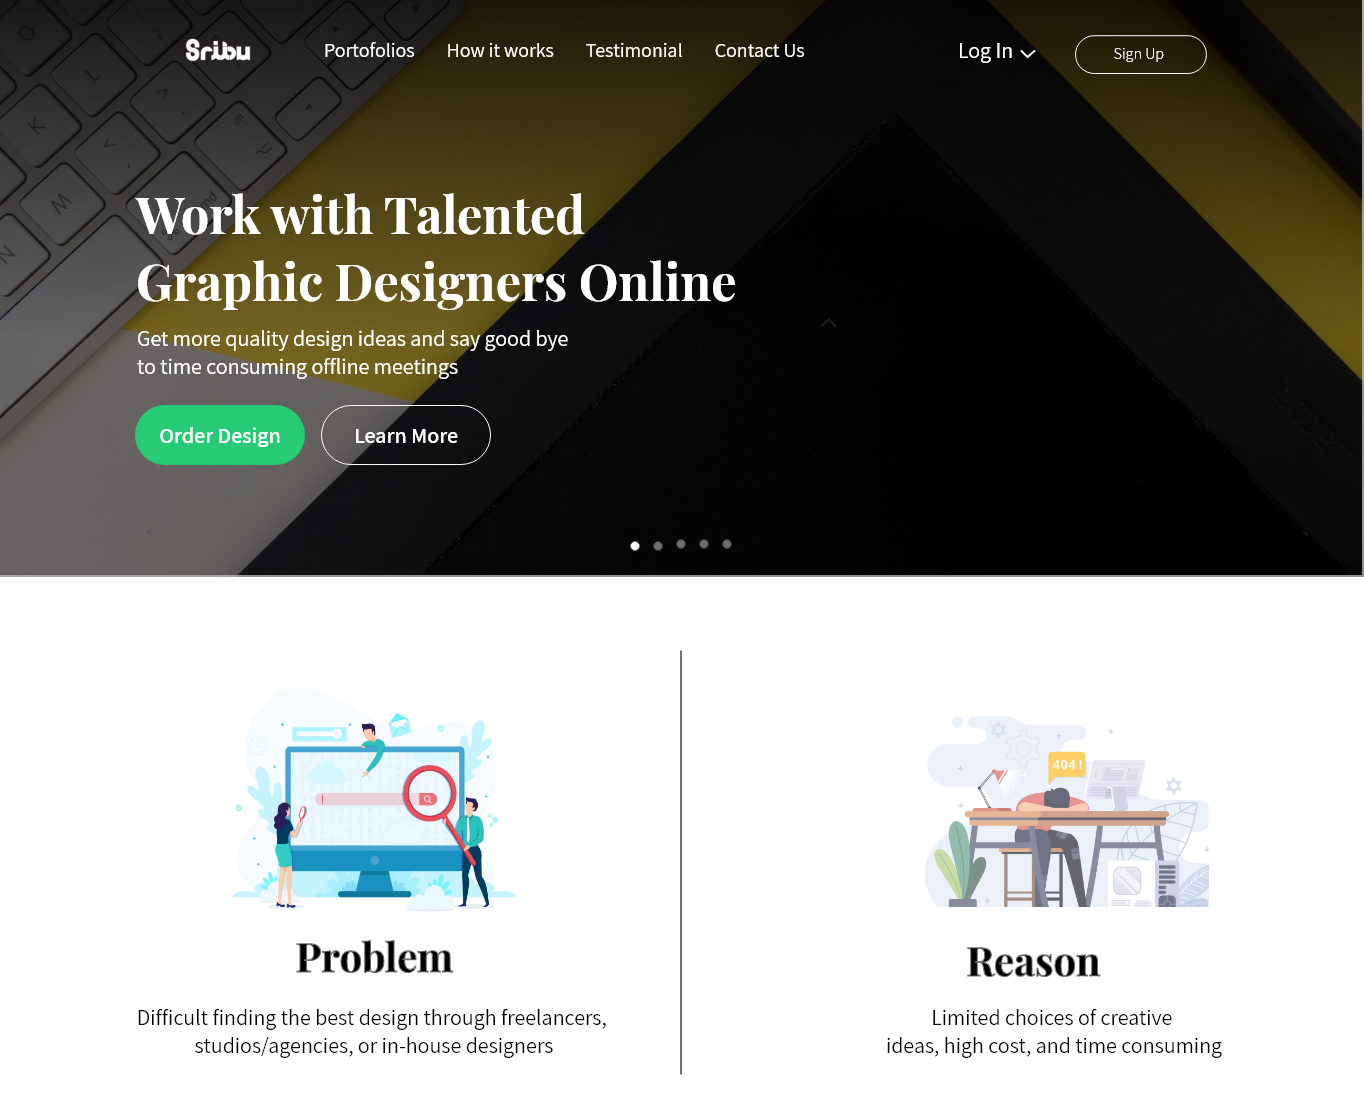 Sribu
Portofolios
How it works
Testimonial
Contact Us
Log In
Sign Up
K
L
M
N
alt
Work with Talented
Graphic Designers Online
Get more quality design ideas and say good bye
to time consuming offline meetings
Order Design
Learn More
404 !
Problem
Reason
Difficult finding the best design through freelancers,
studios/agencies, or in-house designers
Limited choices of creative
ideas, high cost, and time consuming